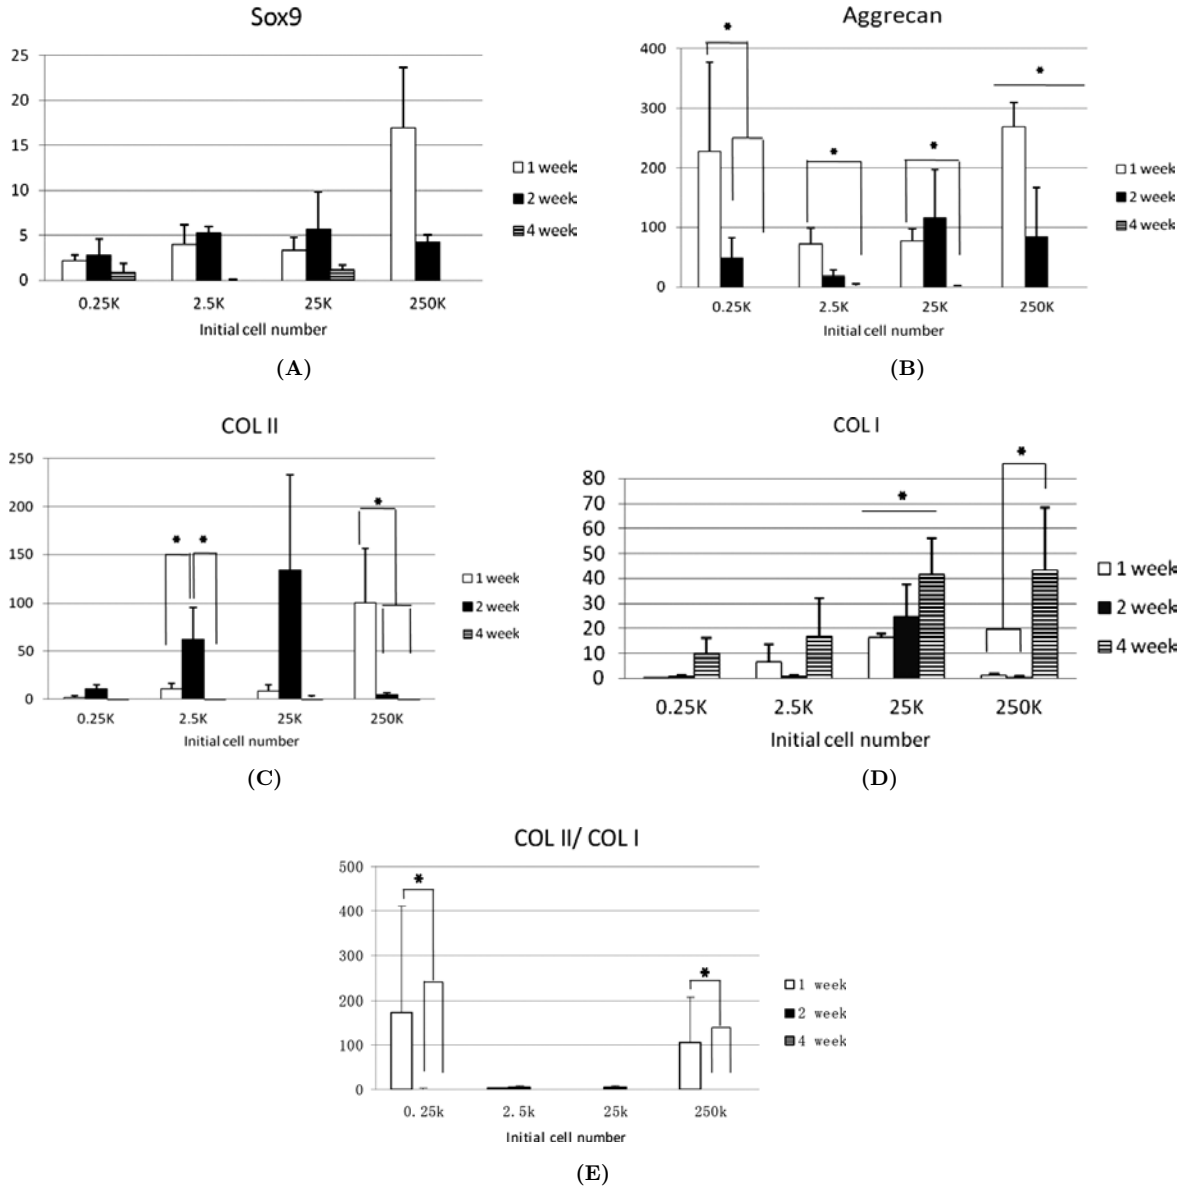 Sox9
25
20
15
10
5
0
0.25K 2.5K 25K 250K
Initial cell number
1 week
2 week
4 week
(A)
Aggrecan
400
300
200
100
0
0.25K 2.5K 25K 250K
Initial cell number
1 week
2 week
4 week
* * * *
(B)
COL II
250
200
150
100
50
0
0.25K 2.5K 25K 250K
Initial cell number
1 week
2 week
4 week
* * *
(C)
COL I
80
70
60
50
40
30
20
10
0
0.25K 2.5K 25K 250K
Initial cell number
1 week
2 week
4 week
* *
(D)
COL II/ COL I
500
400
300
200
100
0
0.25k 2.5k 25k 250k
Initial cell number
1 week
2 week
4 week
* *
(E)